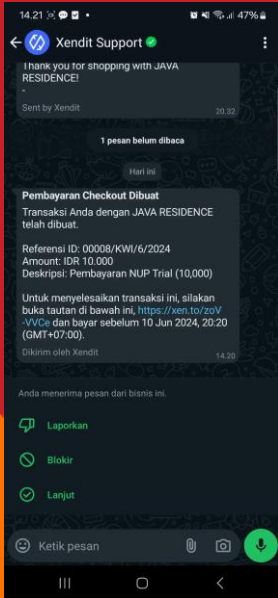 14.21
47%
Xendit Support
Thank you for shopping with JAVA
RESIDENCE!
-
Sent by Xendit
20.32
1 pesan belum dibaca
Hari ini
Pembayaran Checkout Dibuat
Transaksi Anda dengan JAVA RESIDENCE
telah dibuat.
Referensi ID: 00008/KWI/6/2024
Amount: IDR 10.000
Deskripsi: Pembayaran NUP Trial (10,000)
Untuk menyelesaikan transaksi ini, silakan
buka tautan di bawah ini, https://xen.to/zoV
-VVCe dan bayar sebelum 10 Jun 2024, 20:20
(GMT+07:00).
Dikirim oleh Xendit
14.20
Anda menerima pesan dari bisnis ini.
Laporkan
Blokir
Lanjut
Ketik pesan